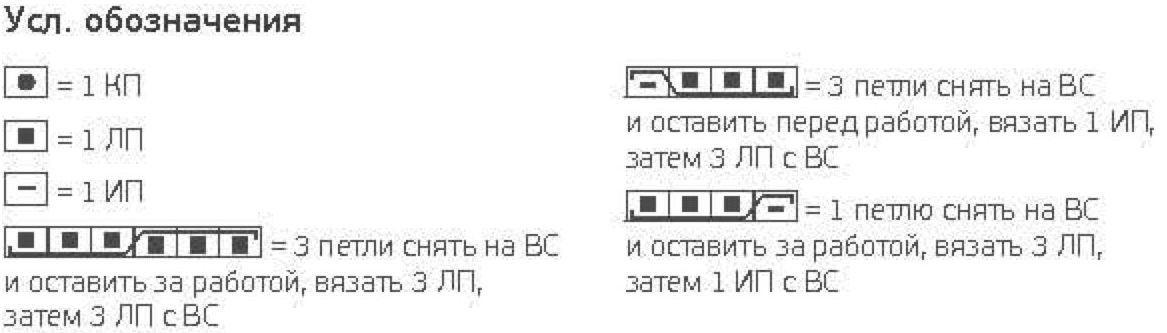 Усл. обозначения
= 1 КП
= 1 ЛП
= 1 ИП
= 3 петли снять на ВС
и оставить за работой, вязать 3 ЛП,
затем 3 ЛП с ВС
= 3 петли снять на ВС
и оставить перед работой, вязать 1 ИП,
затем 3 ЛП с ВС
= 1 петлю снять на ВС
и оставить за работой, вязать 3 ЛП,
затем 1 ИП с ВС